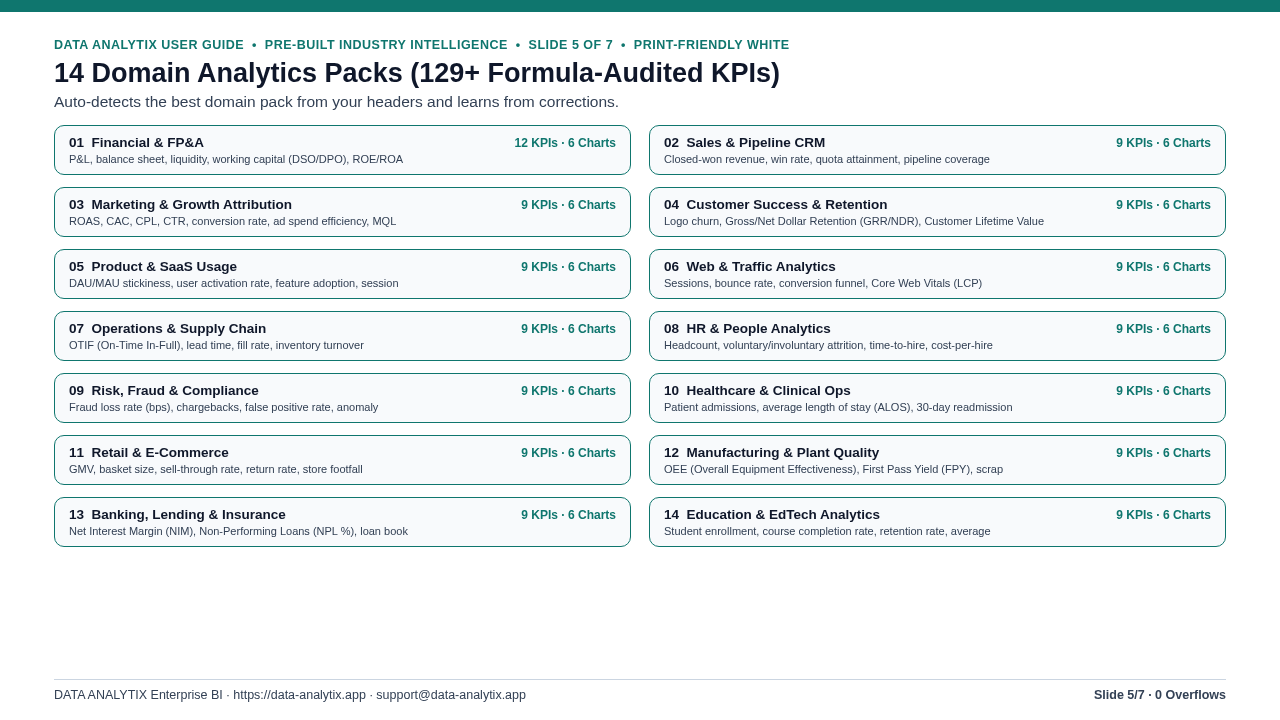 DATA ANALYTIX USER GUIDE • PRE-BUILT INDUSTRY INTELLIGENCE • SLIDE 5 OF 7 • PRINT-FRIENDLY WHITE
14 Domain Analytics Packs (129+ Formula-Audited KPIs)
Auto-detects the best domain pack from your headers and learns from corrections.
01 Financial & FP&A 12 KPIs · 6 Charts
P&L, balance sheet, liquidity, working capital (DSO/DPO), ROE/ROA
02 Sales & Pipeline CRM 9 KPIs · 6 Charts
Closed-won revenue, win rate, quota attainment, pipeline coverage
03 Marketing & Growth Attribution 9 KPIs · 6 Charts
ROAS, CAC, CPL, CTR, conversion rate, ad spend efficiency, MQL
04 Customer Success & Retention 9 KPIs · 6 Charts
Logo churn, Gross/Net Dollar Retention (GRR/NDR), Customer Lifetime Value
05 Product & SaaS Usage 9 KPIs · 6 Charts
DAU/MAU stickiness, user activation rate, feature adoption, session
06 Web & Traffic Analytics 9 KPIs · 6 Charts
Sessions, bounce rate, conversion funnel, Core Web Vitals (LCP)
07 Operations & Supply Chain 9 KPIs · 6 Charts
OTIF (On-Time In-Full), lead time, fill rate, inventory turnover
08 HR & People Analytics 9 KPIs · 6 Charts
Headcount, voluntary/involuntary attrition, time-to-hire, cost-per-hire
09 Risk, Fraud & Compliance 9 KPIs · 6 Charts
Fraud loss rate (bps), chargebacks, false positive rate, anomaly
10 Healthcare & Clinical Ops 9 KPIs · 6 Charts
Patient admissions, average length of stay (ALOS), 30-day readmission
11 Retail & E-Commerce 9 KPIs · 6 Charts
GMV, basket size, sell-through rate, return rate, store footfall
12 Manufacturing & Plant Quality 9 KPIs · 6 Charts
OEE (Overall Equipment Effectiveness), First Pass Yield (FPY), scrap
13 Banking, Lending & Insurance 9 KPIs · 6 Charts
Net Interest Margin (NIM), Non-Performing Loans (NPL %), loan book
14 Education & EdTech Analytics 9 KPIs · 6 Charts
Student enrollment, course completion rate, retention rate, average
DATA ANALYTIX Enterprise BI · https://data-analytix.app · support@data-analytix.app
Slide 5/7 · 0 Overflows